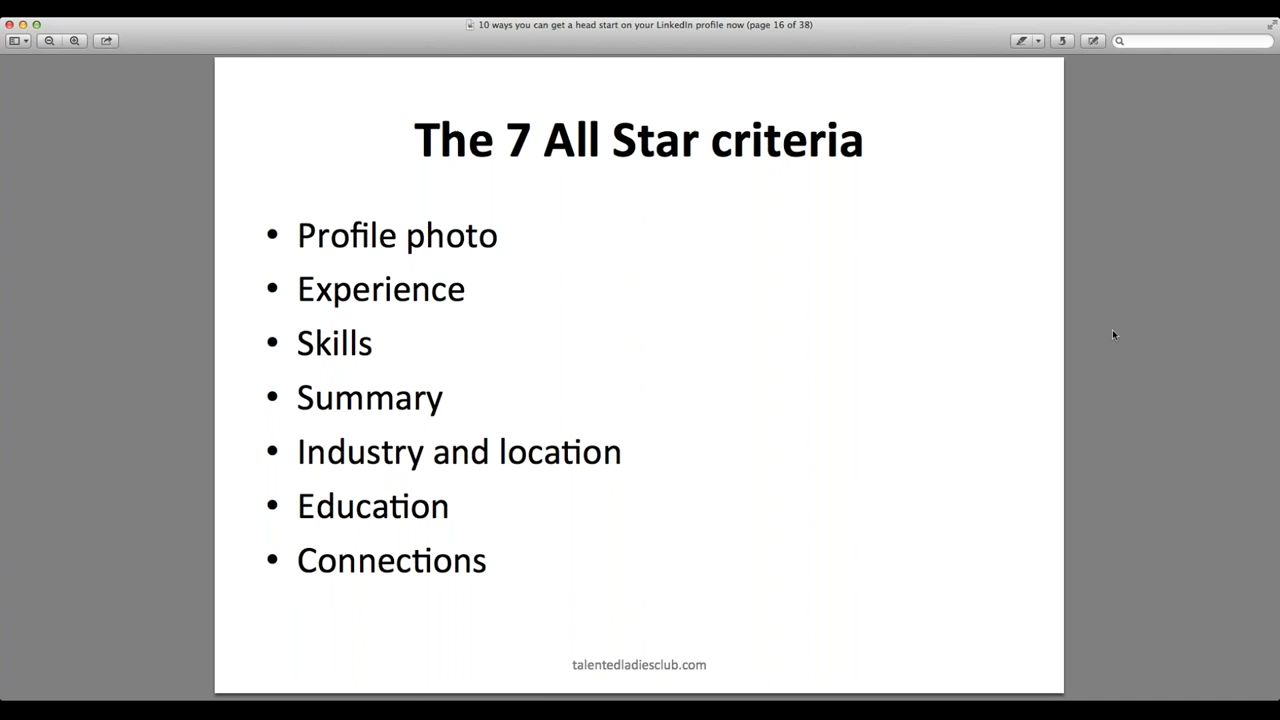 10 ways you can get a head start on your LinkedIn profile now (page 16 of 38)
The 7 All Star criteria
• Profile photo
• Experience
• Skills
• Summary
• Industry and location
• Education
• Connections
talentedladiesclub.com